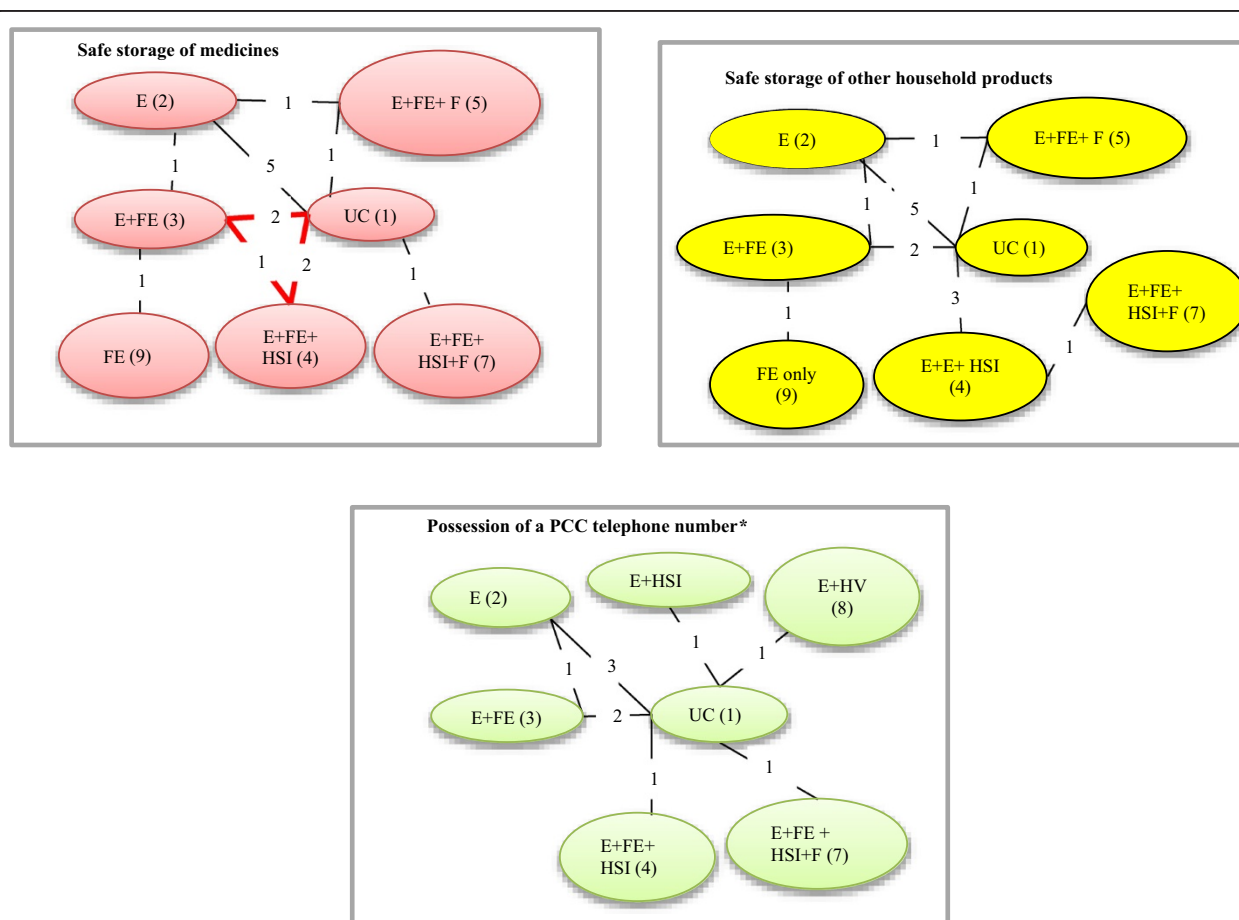 Safe storage of medicines
E (2)
1
E+FE+ F (5)
1
5
1
E+FE (3)
2
UC (1)
1
1
2
1
FE (9)
E+FE+
HSI (4)
E+FE+
HSI+F (7)
Safe storage of other household products
E (2)
1
E+FE+ F (5)
1
5
1
E+FE (3)
2
UC (1)
1
3
E+FE+
HSI+F (7)
1
FE only
(9)
E+E+ HSI
(4)
Possession of a PCC telephone number*
E (2)
E+HSI
E+HV
(8)
1
3
1
1
E+FE (3)
2
UC (1)
1
1
E+FE+
HSI (4)
E+FE +
HSI+F (7)